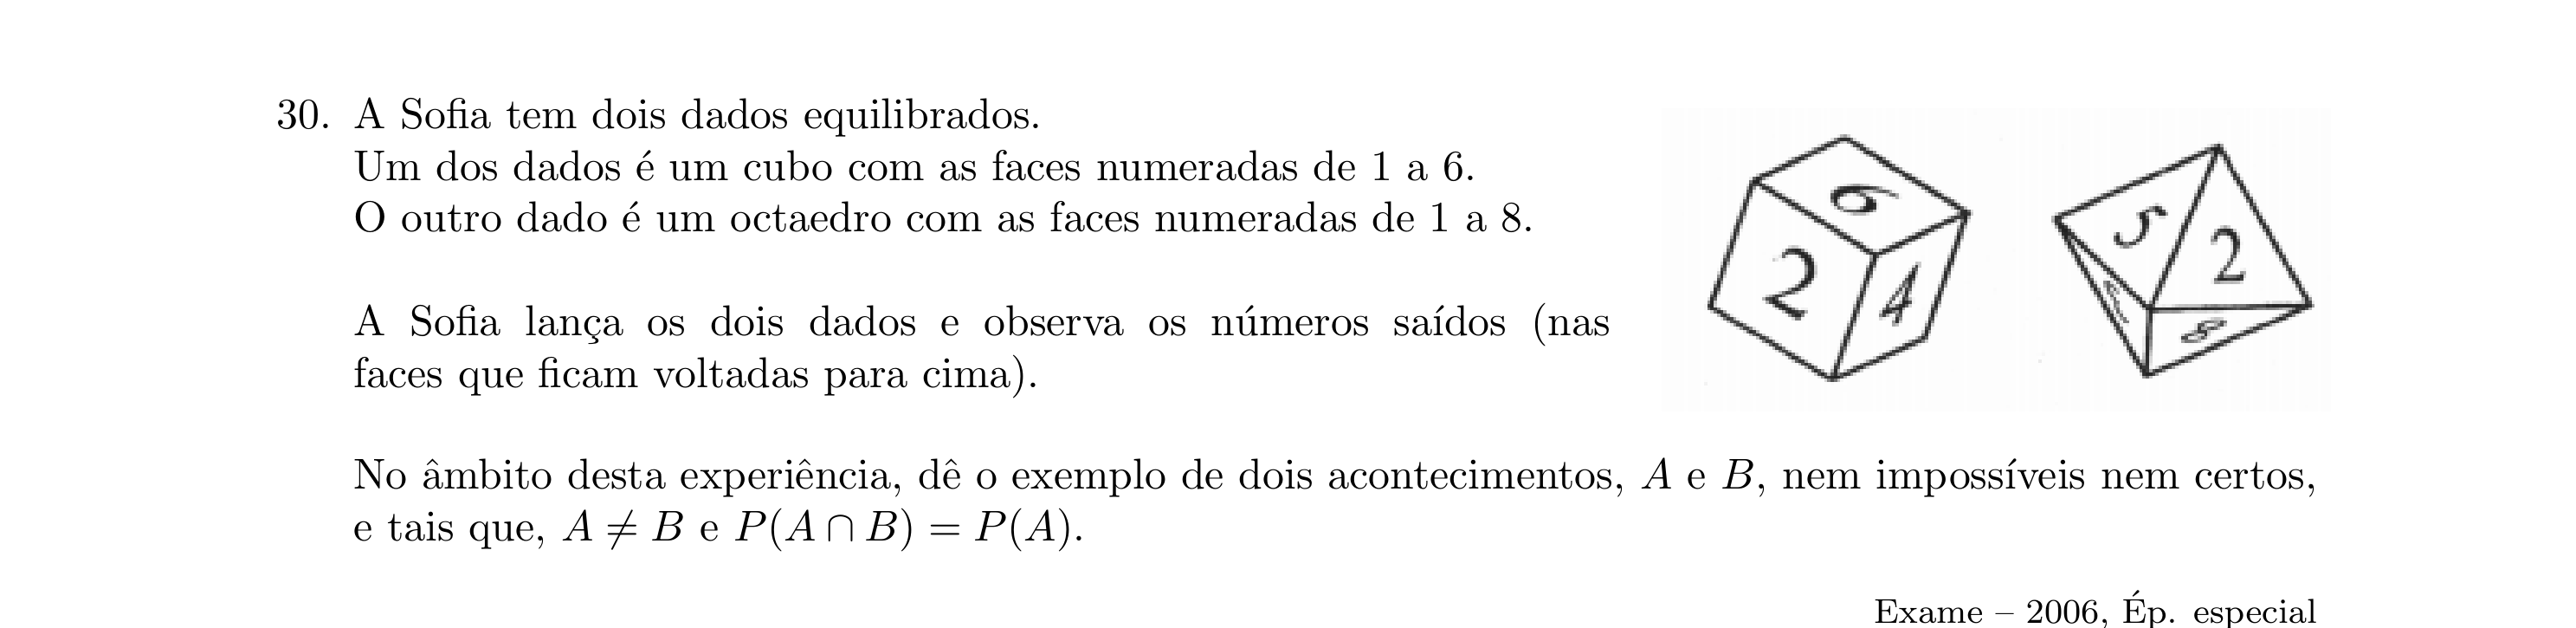 30. A Sofia tem dois dados equilibrados.
Um dos dados é um cubo com as faces numeradas de 1 a 6.
O outro dado é um octaedro com as faces numeradas de 1 a 8.
6
2
4
5
2
8
A Sofia lança os dois dados e observa os números saídos (nas
faces que ficam voltadas para cima).
No âmbito desta experiência, dê o exemplo de dois acontecimentos, A e B, nem impossíveis nem certos,
e tais que, A ≠ B e P(A ∩ B) = P(A).
Exame – 2006, Ép. especial